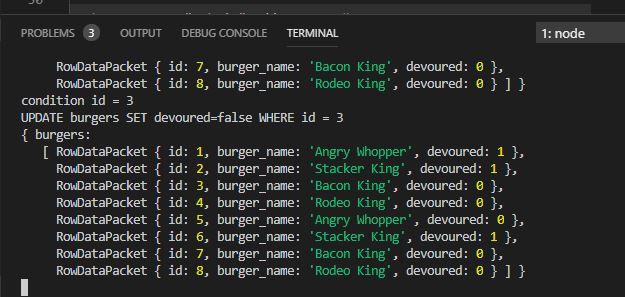 PROBLEMS 3 OUTPUT DEBUG CONSOLE TERMINAL 1: node
RowDataPacket { id: 7, burger_name: 'Bacon King', devoured: 0 },
RowDataPacket { id: 8, burger_name: 'Rodeo King', devoured: 0 } ] }
condition id = 3
UPDATE burgers SET devoured=false WHERE id = 3
{ burgers:
[ RowDataPacket { id: 1, burger_name: 'Angry Whopper', devoured: 1 },
RowDataPacket { id: 2, burger_name: 'Stacker King', devoured: 1 },
RowDataPacket { id: 3, burger_name: 'Bacon King', devoured: 0 },
RowDataPacket { id: 4, burger_name: 'Rodeo King', devoured: 0 },
RowDataPacket { id: 5, burger_name: 'Angry Whopper', devoured: 0 },
RowDataPacket { id: 6, burger_name: 'Stacker King', devoured: 1 },
RowDataPacket { id: 7, burger_name: 'Bacon King', devoured: 0 },
RowDataPacket { id: 8, burger_name: 'Rodeo King', devoured: 0 } ] }